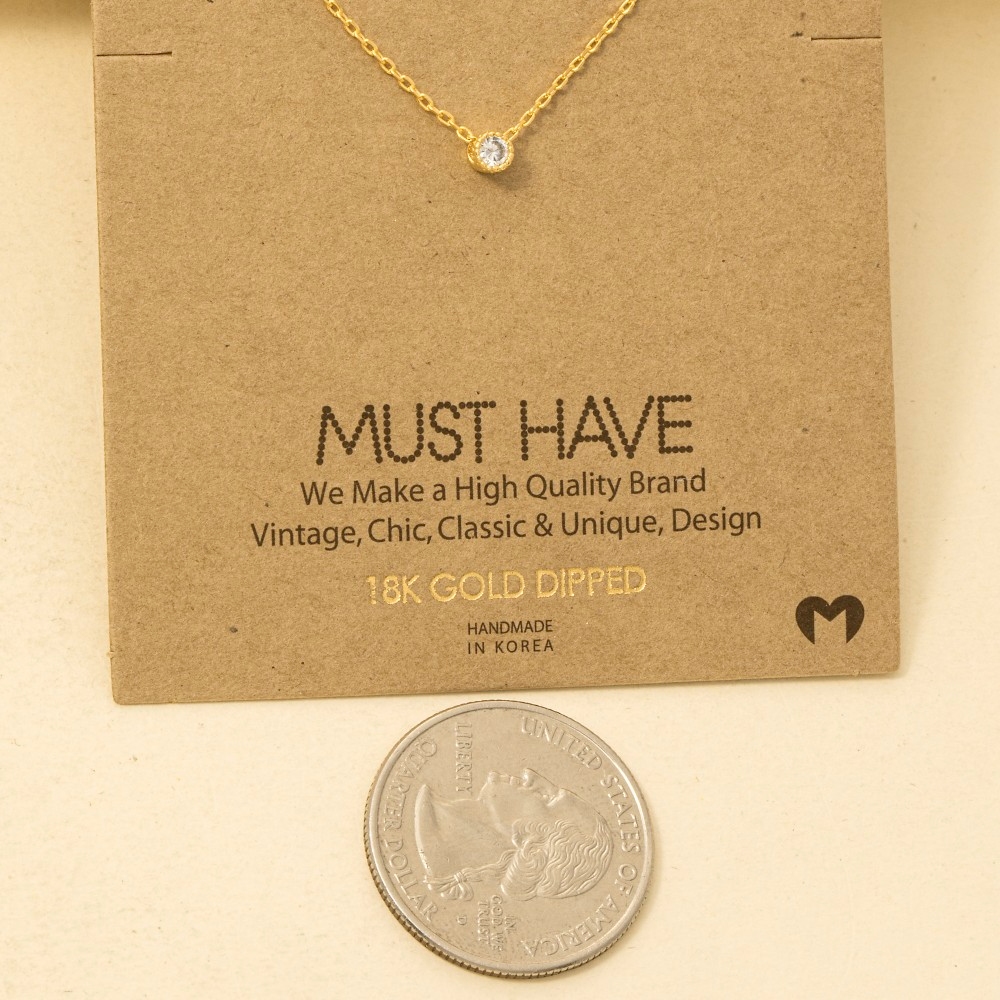 MUST HAVE
We Make a High Quality Brand
Vintage, Chic, Classic & Unique, Design
18K GOLD DIPPED
HANDMADE
IN KOREA
M
UNITED STATES OF AMERICA
LIBERTY
IN
GOD WE
TRUST
QUARTER DOLLAR